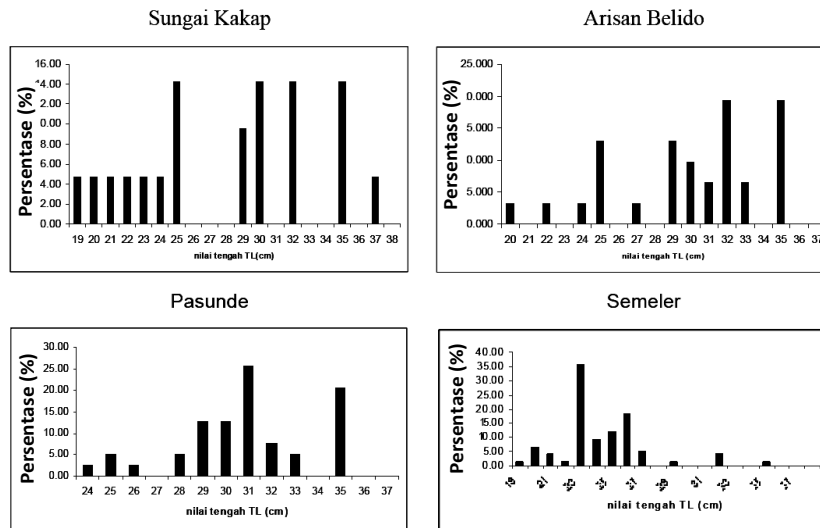 Sungai Kakap
Persentase (%)
16.00
14.00
2.00
0.00
8.00
6.00
4.00
2.00
0.00
19 20 21 22 23 24 25 26 27 28 29 30 31 32 33 35 37 38
nilai tengah TL(cm)
Arisan Belido
Persentase (%)
25.000
0.000
5.000
0.000
5.000
0.000
20 21 22 24 25 26 27 28 29 30 31 32 33 34 35 36 37
nilai tengah TL (cm)
Pasunde
Persentase (%)
30.00
25.00
20.00
15.00
10.00
5.00
0.00
24 25 26 27 28 29 30 31 32 33 34 35 36 37
nilai tengah TL (cm)
Semeler
Persentase (%)
40.00
35.00
30.00
25.00
20.00
15.00
10.00
5.00
0.00
19 21
nilai tengah TL (cm)